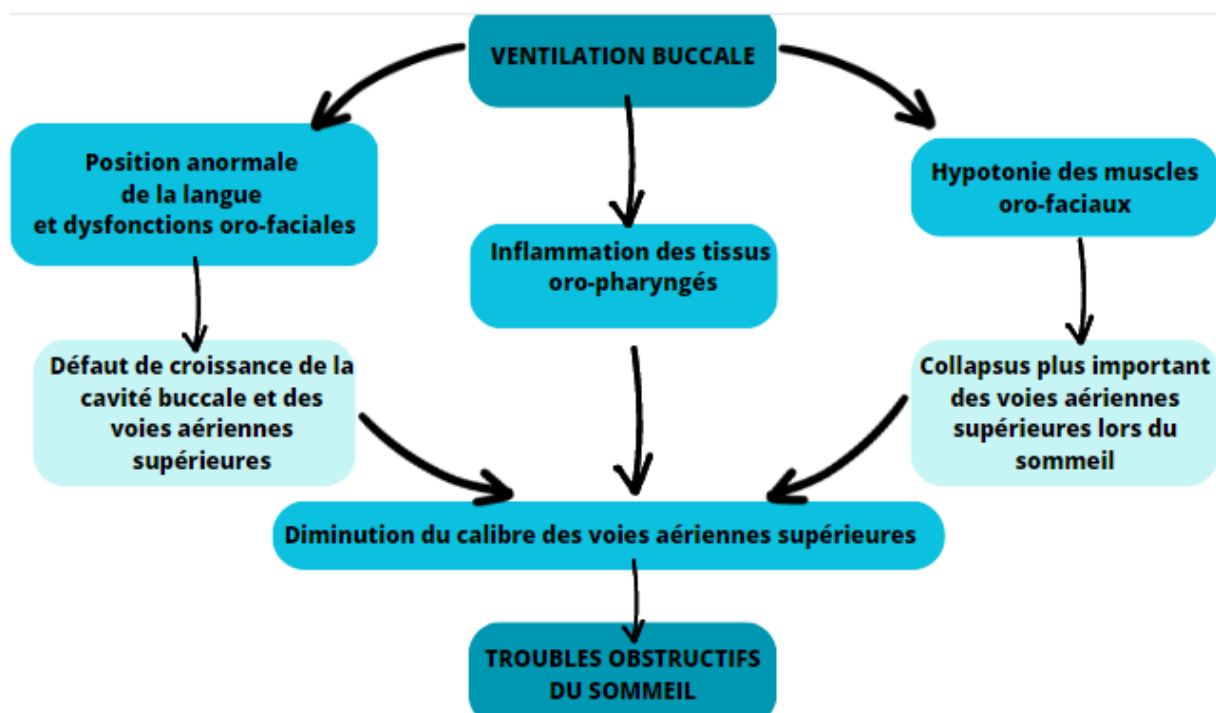 VENTILATION BUCCALE
Position anormale
de la langue
et dysfonctions oro-faciales
Inflammation des tissus
oro-pharyngés
Hypotonie des muscles
oro-faciaux
Défaut de croissance de la
cavité buccale et des
voies aériennes
supérieures
Collapsus plus important
des voies aériennes
supérieures lors du
sommeil
Diminution du calibre des voies aériennes supérieures
TROUBLES OBSTRUCTIFS
DU SOMMEIL